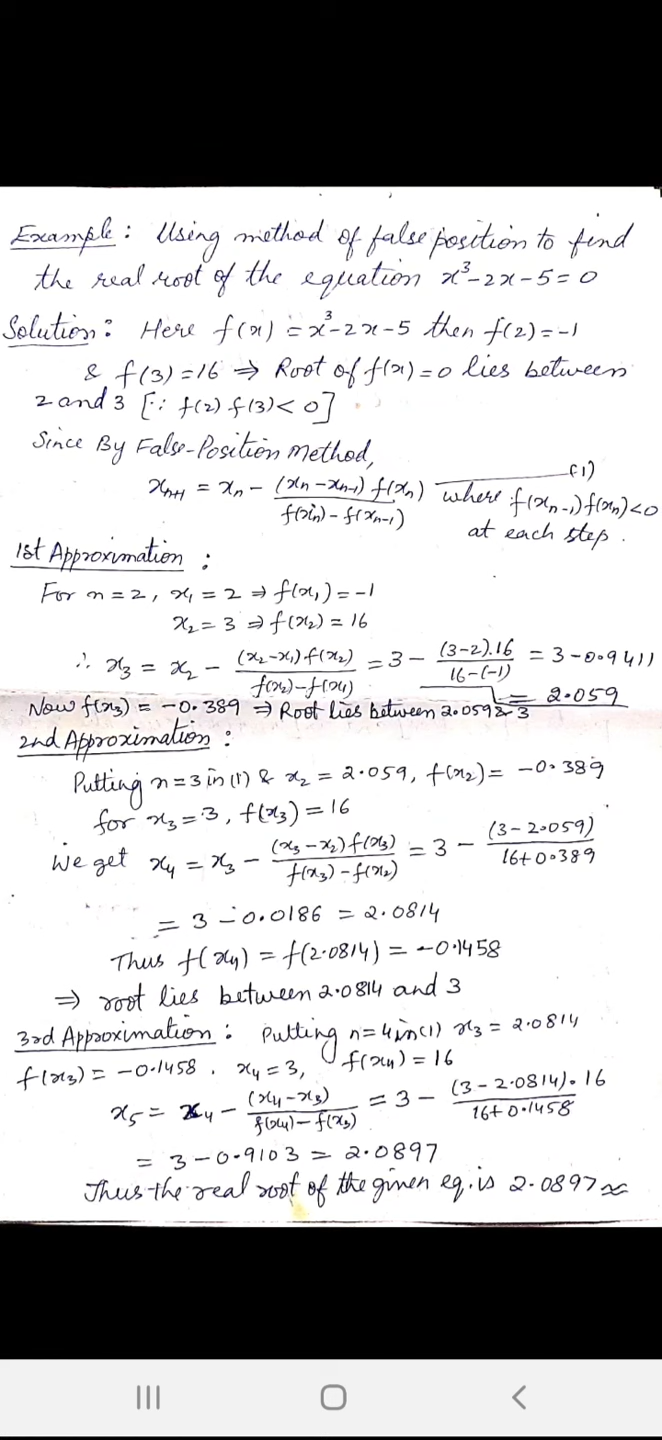 Example: Using method of false position to find
the real root of the equation x³-2x-5=0
Solution: Here f(x) = x³-2x-5 then f(2)=-1
& f(3)=16 ⇒ Root of f(x)=0 lies between
2 and 3 [∵ f(2) f(3)<0]
Since By False-Position Method,
xₙ₊₁ = xₙ - (xₙ-xₙ₋₁) f(xₙ) / f(xₙ) - f(xₙ₋₁) ——(1) where f(xₙ₋₁) f(xₙ)<0
at each step.
1st Approximation :
For n=2, x₁=2 ⇒ f(x₁)=-1
x₂=3 ⇒ f(x₂)=16
∴ x₃ = x₂ - (x₂-x₁) f(x₂) / f(x₂)-f(x₁) = 3 - (3-2).16 / 16-(-1) = 3-0.9411
= 2.059
Now f(x₃) = -0.389 ⇒ Root lies between 2.059 & 3
2nd Approximation :
Putting n=3 in (1) & x₂ = 2.059, f(x₂) = -0.389
for x₃=3, f(x₃)=16
We get x₄ = x₃ - (x₃-x₂) f(x₃) / f(x₃)-f(x₂) = 3 - (3-2.059) / 16+0.389
= 3-0.0186 = 2.0814
Thus f(x₄) = f(2.0814) = -0.1458
⇒ root lies between 2.0814 and 3
3rd Approximation : Putting n=4 in (1) x₃ = 2.0814
f(x₃) = -0.1458. x₄=3, f(x₄)=16
x₅ = x₄ - (x₄-x₃) / f(x₄)-f(x₃) = 3 - (3-2.0814).16 / 16+0.1458
= 3-0.9103 = 2.0897
Thus the real root of the given eq. is 2.0897≈